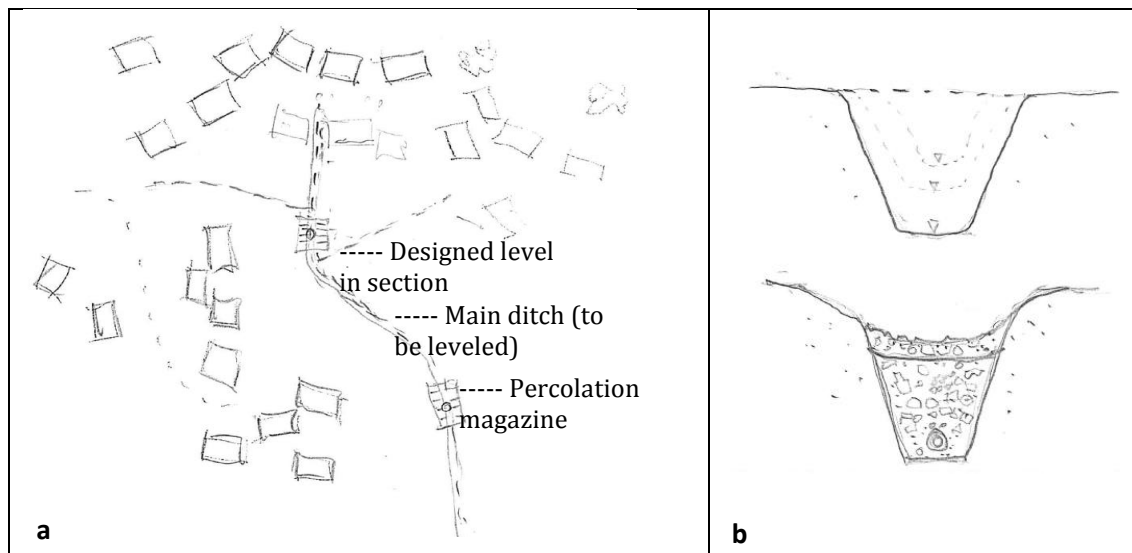 ----- Designed level
in section
----- Main ditch (to
be leveled)
----- Percolation
magazine
a
b